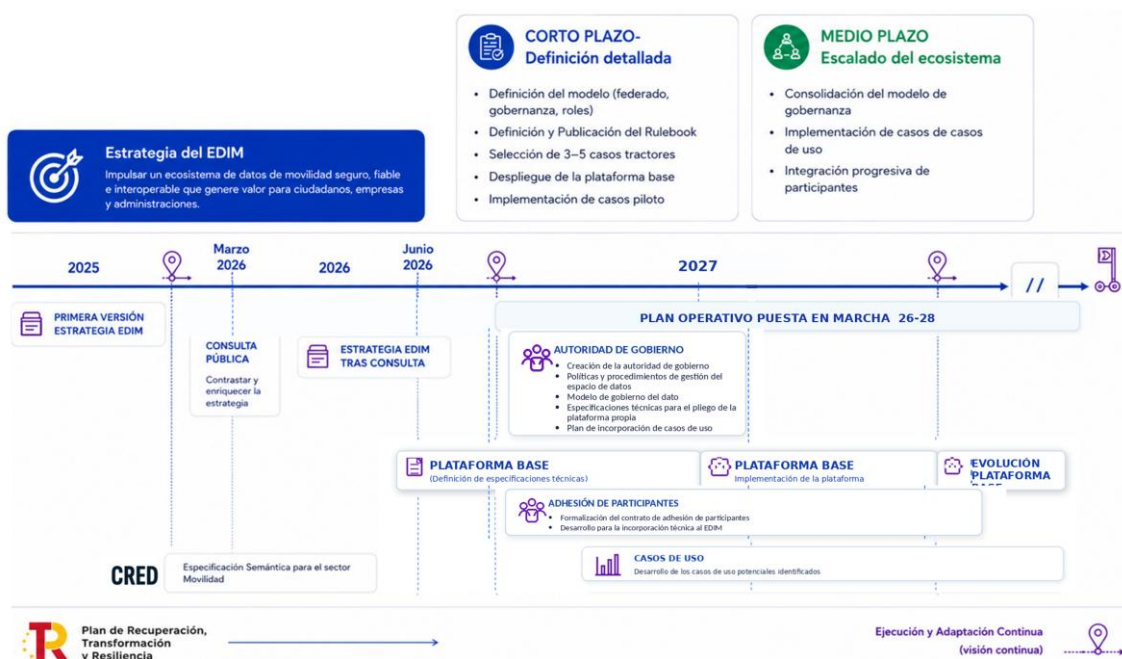 CORTO PLAZO-
Definición detallada
• Definición del modelo (federado,
gobernanza, roles)
• Definición y Publicación del Rulebook
• Selección de 3–5 casos tractores
• Despliegue de la plataforma base
• Implementación de casos piloto
MEDIO PLAZO
Escalado del ecosistema
• Consolidación del modelo de
gobernanza
• Implementación de casos de casos
de uso
• Integración progresiva de
participantes
Estrategia del EDIM
Impulsar un ecosistema de datos de movilidad seguro, fiable
e interoperable que genere valor para ciudadanos, empresas
y administraciones.
2025
Marzo
2026
2026
Junio
2026
2027
//
PRIMERA VERSIÓN
ESTRATEGIA EDIM
CONSULTA
PÚBLICA
Contrastar y
enriquecer la
estrategia
ESTRATEGIA EDIM
TRAS CONSULTA
PLAN OPERATIVO PUESTA EN MARCHA 26-28
AUTORIDAD DE GOBIERNO
• Creación de la autoridad de gobierno
• Políticas y procedimientos de gestión del
espacio de datos
• Modelo de gobierno del dato
• Especificaciones técnicas para el pliego de la
plataforma propia
• Plan de incorporación de casos de uso
PLATAFORMA BASE
(Definición de especificaciones técnicas)
PLATAFORMA BASE
Implementación de la plataforma
EVOLUCIÓN
PLATAFORMA
BASE
ADHESIÓN DE PARTICIPANTES
• Formalización del contrato de adhesión de participantes
• Desarrollo para la incorporación técnica al EDIM
CASOS DE USO
Desarrollo de los casos de uso potenciales identificados
CRED
Especificación Semántica para el sector
Movilidad
Plan de Recuperación,
Transformación
y Resiliencia
Ejecución y Adaptación Continua
(visión continua)